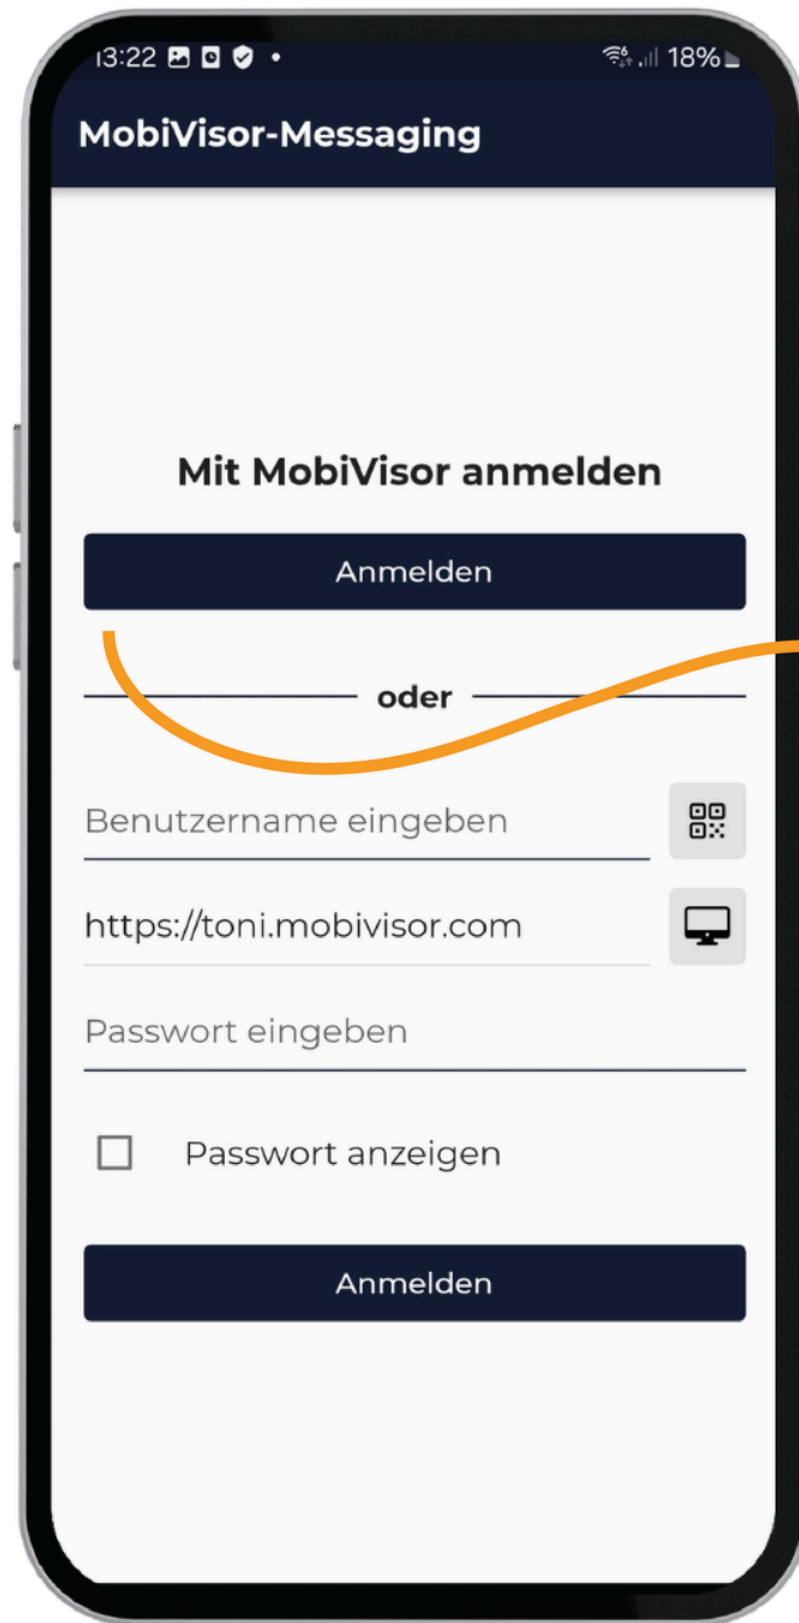 13:22 18%
MobiVisor-Messaging
Mit MobiVisor anmelden
Anmelden
oder
Benutzername eingeben
https://toni.mobivisor.com
Passwort eingeben
Passwort anzeigen
Anmelden